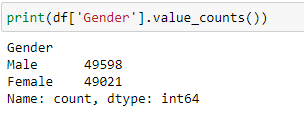 print(df['Gender'].value_counts())
Gender
Male      49598
Female    49021
Name: count, dtype: int64